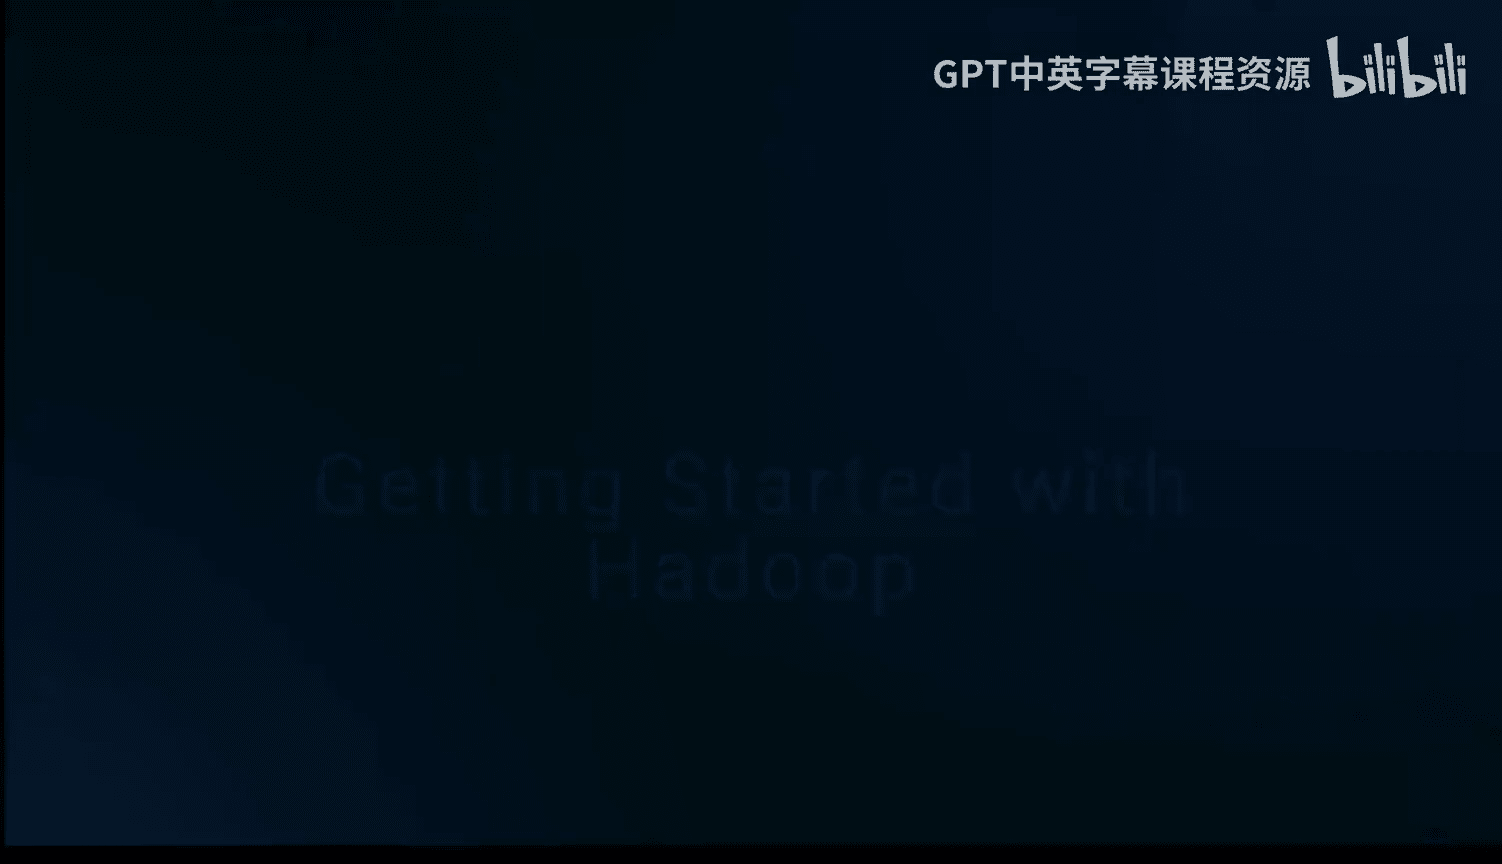 GPT中英字幕课程资源 bilibili
Getting Started with
Hadoop